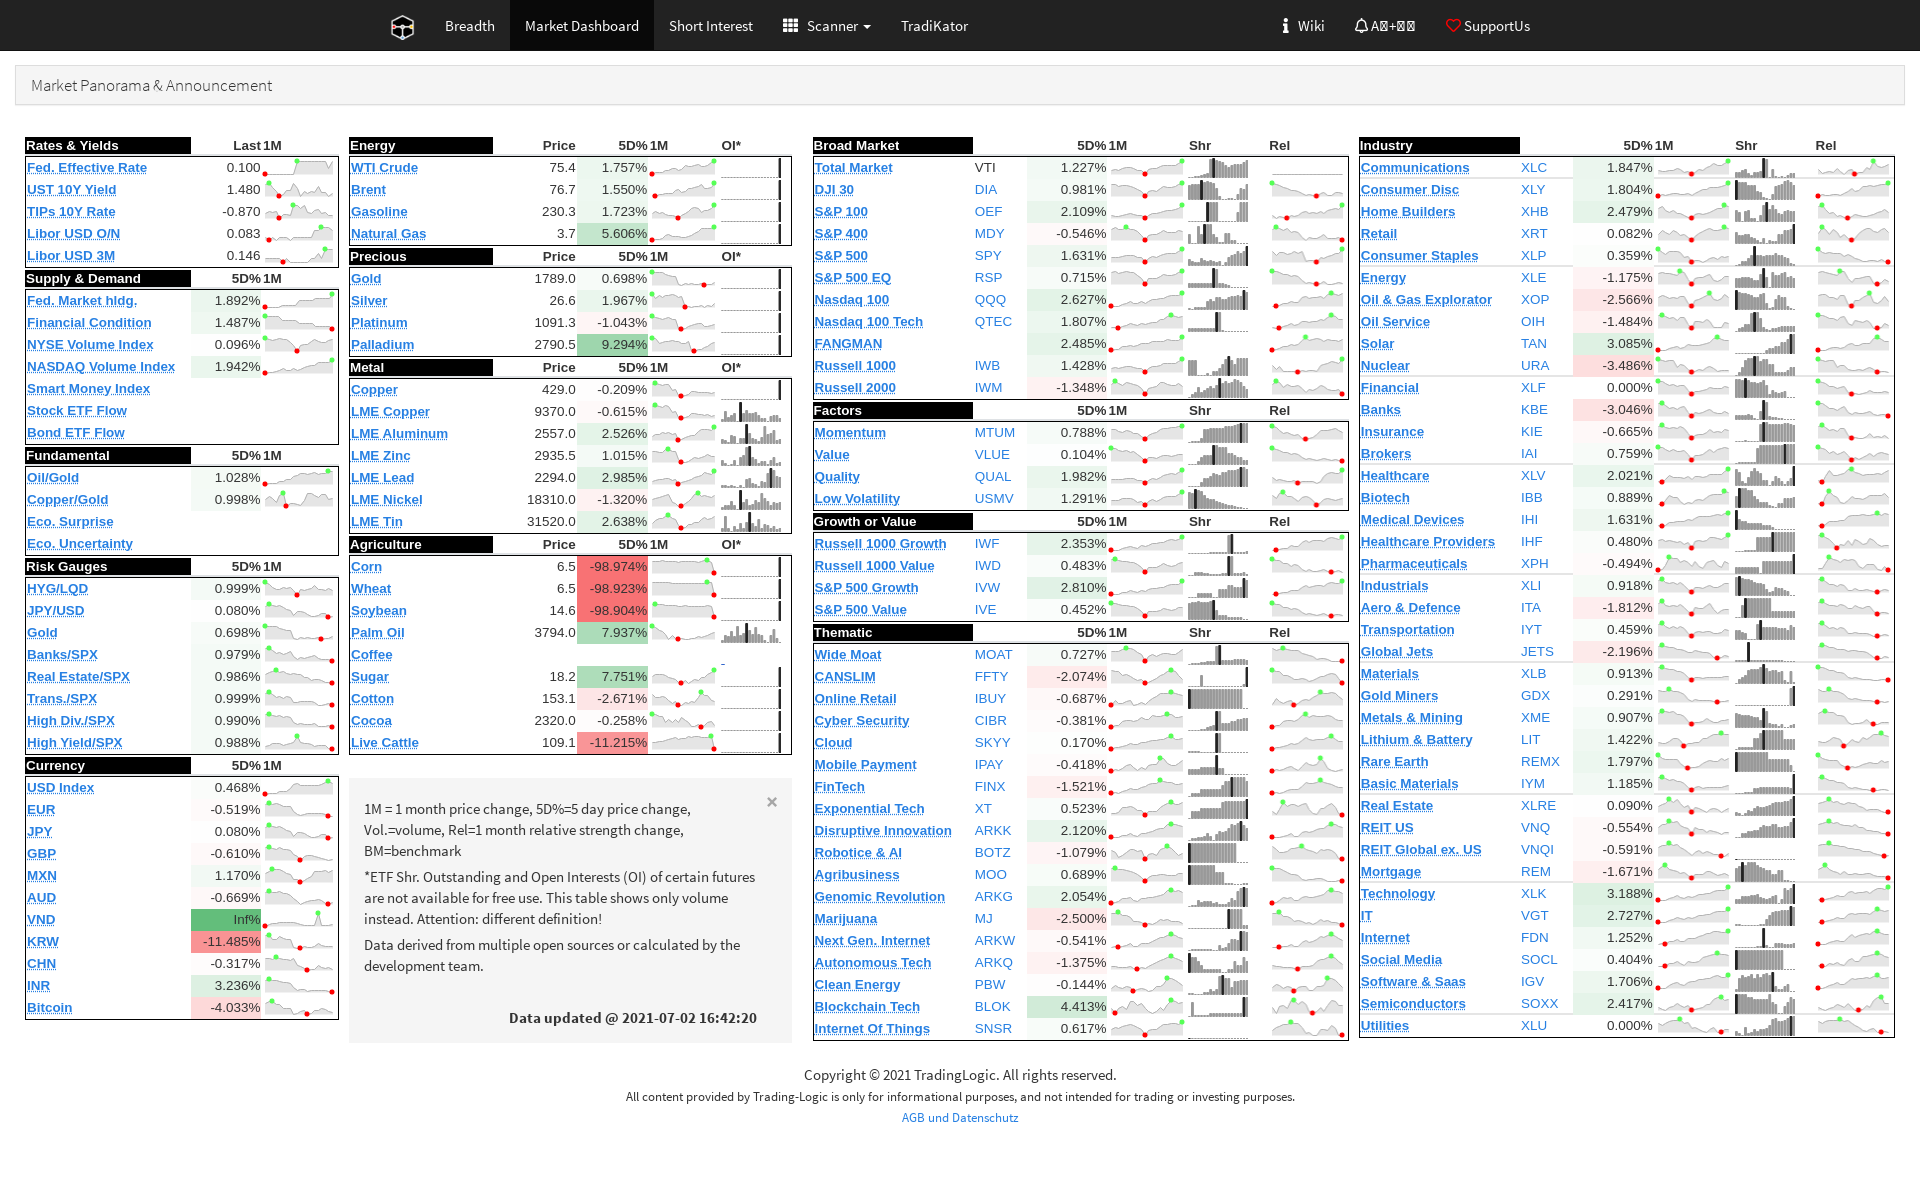 Breadth Market Dashboard Short Interest Scanner TradiKator Wiki SupportUs
Market Panorama & Announcement
Rates & Yields Last 1M
Fed. Effective Rate 0.100
UST 10Y Yield 1.480
TIPs 10Y Rate -0.870
Libor USD O/N 0.083
Libor USD 3M 0.146
Supply & Demand 5D% 1M
Fed. Market hldg. 1.892%
Financial Condition 1.487%
NYSE Volume Index 0.096%
NASDAQ Volume Index 1.942%
Smart Money Index
Stock ETF Flow
Bond ETF Flow
Fundamental 5D% 1M
Oil/Gold 1.028%
Copper/Gold 0.998%
Eco. Surprise
Eco. Uncertainty
Risk Gauges 5D% 1M
HYG/LQD 0.999%
JPY/USD 0.080%
Gold 0.698%
Banks/SPX 0.979%
Real Estate/SPX 0.986%
Trans./SPX 0.999%
High Div./SPX 0.990%
High Yield/SPX 0.988%
Currency 5D% 1M
USD Index 0.468%
EUR -0.519%
JPY 0.080%
GBP -0.610%
MXN 1.170%
AUD -0.669%
VND Inf%
KRW -11.485%
CHN -0.317%
INR 3.236%
Bitcoin -4.033%
Energy Price 5D% 1M OI*
WTI Crude 75.4 1.757%
Brent 76.7 1.550%
Gasoline 230.3 1.723%
Natural Gas 3.7 5.606%
Precious Price 5D% 1M OI*
Gold 1789.0 0.698%
Silver 26.6 1.967%
Platinum 1091.3 -1.043%
Palladium 2790.5 9.294%
Metal Price 5D% 1M OI*
Copper 429.0 -0.209%
LME Copper 9370.0 -0.615%
LME Aluminum 2557.0 2.526%
LME Zinc 2935.5 1.015%
LME Lead 2294.0 2.985%
LME Nickel 18310.0 -1.320%
LME Tin 31520.0 2.638%
Agriculture Price 5D% 1M OI*
Corn 6.5 -98.974%
Wheat 6.5 -98.923%
Soybean 14.6 -98.904%
Palm Oil 3794.0 7.937%
Coffee
Sugar 18.2 7.751%
Cotton 153.1 -2.671%
Cocoa 2320.0 -0.258%
Live Cattle 109.1 -11.215%
×
1M = 1 month price change, 5D%=5 day price change,
Vol.=volume, Rel=1 month relative strength change,
BM=benchmark
*ETF Shr. Outstanding and Open Interests (OI) of certain futures
are not available for free use. This table shows only volume
instead. Attention: different definition!
Data derived from multiple open sources or calculated by the
development team.
Data updated @ 2021-07-02 16:42:20
Broad Market 5D% 1M Shr Rel
Total Market VTI 1.227%
DJI 30 DIA 0.981%
S&P 100 OEF 2.109%
S&P 400 MDY -0.546%
S&P 500 SPY 1.631%
S&P 500 EQ RSP 0.715%
Nasdaq 100 QQQ 2.627%
Nasdaq 100 Tech QTEC 1.807%
FANGMAN 2.485%
Russell 1000 IWB 1.428%
Russell 2000 IWM -1.348%
Factors 5D% 1M Shr Rel
Momentum MTUM 0.788%
Value VLUE 0.104%
Quality QUAL 1.982%
Low Volatility USMV 1.291%
Growth or Value 5D% 1M Shr Rel
Russell 1000 Growth IWF 2.353%
Russell 1000 Value IWD 0.483%
S&P 500 Growth IVW 2.810%
S&P 500 Value IVE 0.452%
Thematic 5D% 1M Shr Rel
Wide Moat MOAT 0.727%
CANSLIM FFTY -2.074%
Online Retail IBUY -0.687%
Cyber Security CIBR -0.381%
Cloud SKYY 0.170%
Mobile Payment IPAY -0.418%
FinTech FINX -1.521%
Exponential Tech XT 0.523%
Disruptive Innovation ARKK 2.120%
Robotice & AI BOTZ -1.079%
Agribusiness MOO 0.689%
Genomic Revolution ARKG 2.054%
Marijuana MJ -2.500%
Next Gen. Internet ARKW -0.541%
Autonomous Tech ARKQ -1.375%
Clean Energy PBW -0.144%
Blockchain Tech BLOK 4.413%
Internet Of Things SNSR 0.617%
Industry 5D% 1M Shr Rel
Communications XLC 1.847%
Consumer Disc XLY 1.804%
Home Builders XHB 2.479%
Retail XRT 0.082%
Consumer Staples XLP 0.359%
Energy XLE -1.175%
Oil & Gas Explorator XOP -2.566%
Oil Service OIH -1.484%
Solar TAN 3.085%
Nuclear URA -3.486%
Financial XLF 0.000%
Banks KBE -3.046%
Insurance KIE -0.665%
Brokers IAI 0.759%
Healthcare XLV 2.021%
Biotech IBB 0.889%
Medical Devices IHI 1.631%
Healthcare Providers IHF 0.480%
Pharmaceuticals XPH -0.494%
Industrials XLI 0.918%
Aero & Defence ITA -1.812%
Transportation IYT 0.459%
Global Jets JETS -2.196%
Materials XLB 0.913%
Gold Miners GDX 0.291%
Metals & Mining XME 0.907%
Lithium & Battery LIT 1.422%
Rare Earth REMX 1.797%
Basic Materials IYM 1.185%
Real Estate XLRE 0.090%
REIT US VNQ -0.554%
REIT Global ex. US VNQI -0.591%
Mortgage REM -1.671%
Technology XLK 3.188%
IT VGT 2.727%
Internet FDN 1.252%
Social Media SOCL 0.404%
Software & Saas IGV 1.706%
Semiconductors SOXX 2.417%
Utilities XLU 0.000%
Copyright © 2021 TradingLogic. All rights reserved.
All content provided by Trading-Logic is only for informational purposes, and not intended for trading or investing purposes.
AGB und Datenschutz